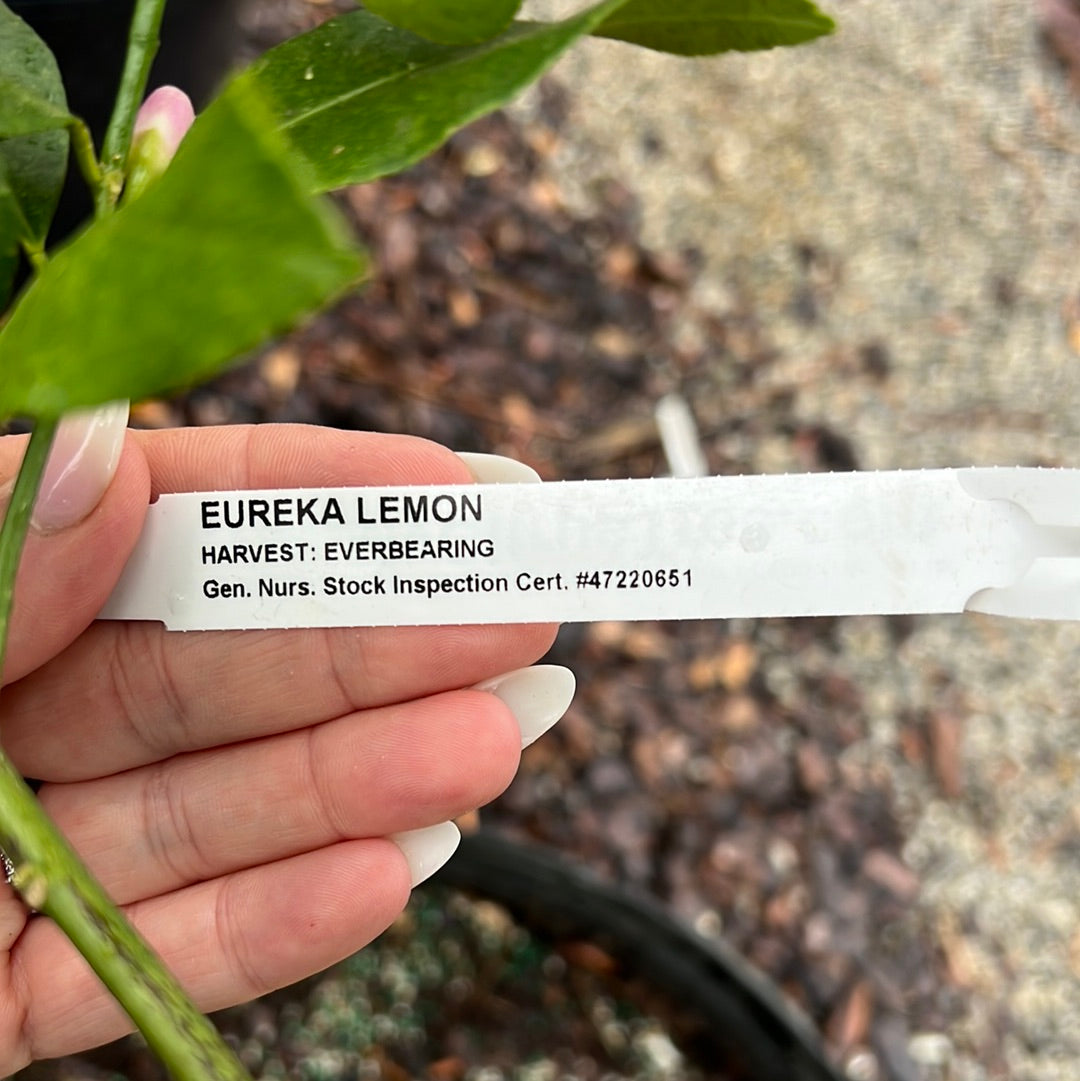 EUREKA LEMON
HARVEST: EVERBEARING
Gen. Nurs. Stock Inspection Cert. #47220651